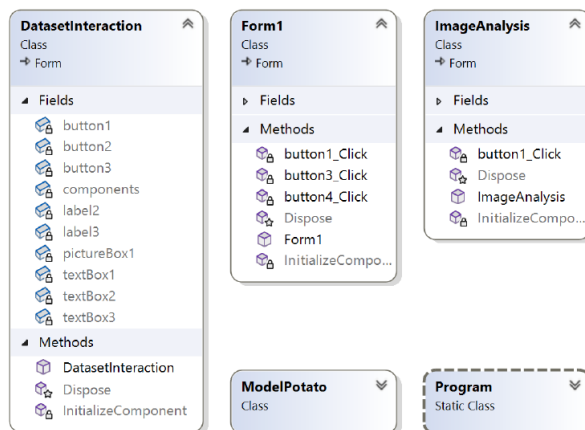 DatasetInteraction
Class
Form
Fields
button1
button2
button3
components
label2
label3
pictureBox1
textBox1
textBox2
textBox3
Methods
DatasetInteraction
Dispose
InitializeComponent
Form1
Class
Form
Fields
Methods
button1_Click
button3_Click
button4_Click
Dispose
Form1
InitializeCompo...
ImageAnalysis
Class
Form
Fields
Methods
button1_Click
Dispose
ImageAnalysis
InitializeCompo...
ModelPotato
Class
Program
Static Class